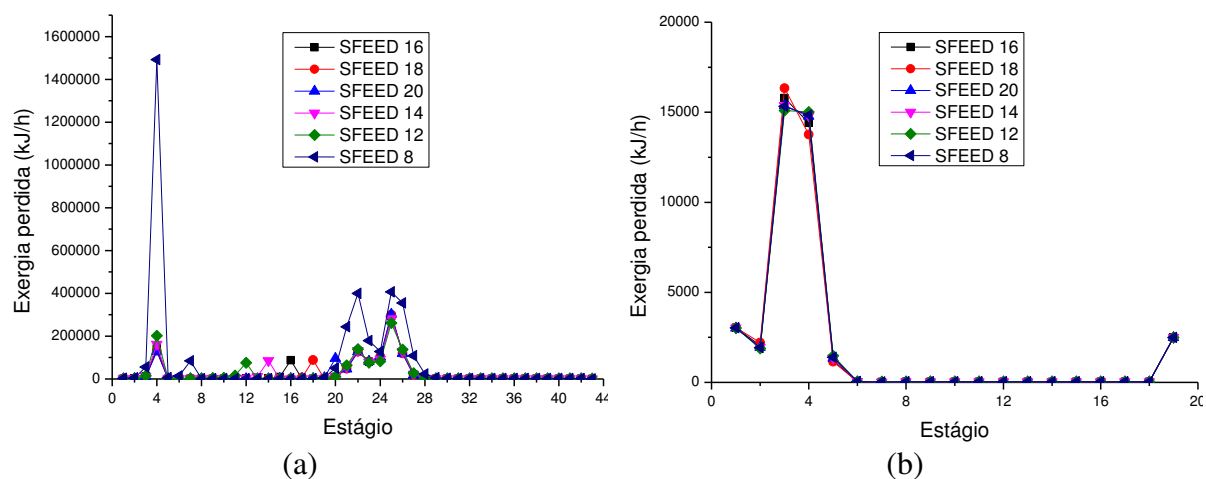 1600000
1400000
1200000
1000000
800000
600000
400000
200000
0
Exergia perdida (kJ/h)
SFEED 16
SFEED 18
SFEED 20
SFEED 14
SFEED 12
SFEED 8
0 4 8 12 16 20 24 28 32 36 40 44
Estágio
(a)
20000
15000
10000
5000
0
Exergia perdida (kJ/h)
SFEED 16
SFEED 18
SFEED 20
SFEED 14
SFEED 12
SFEED 8
0 4 8 12 16 20
Estágio
(b)